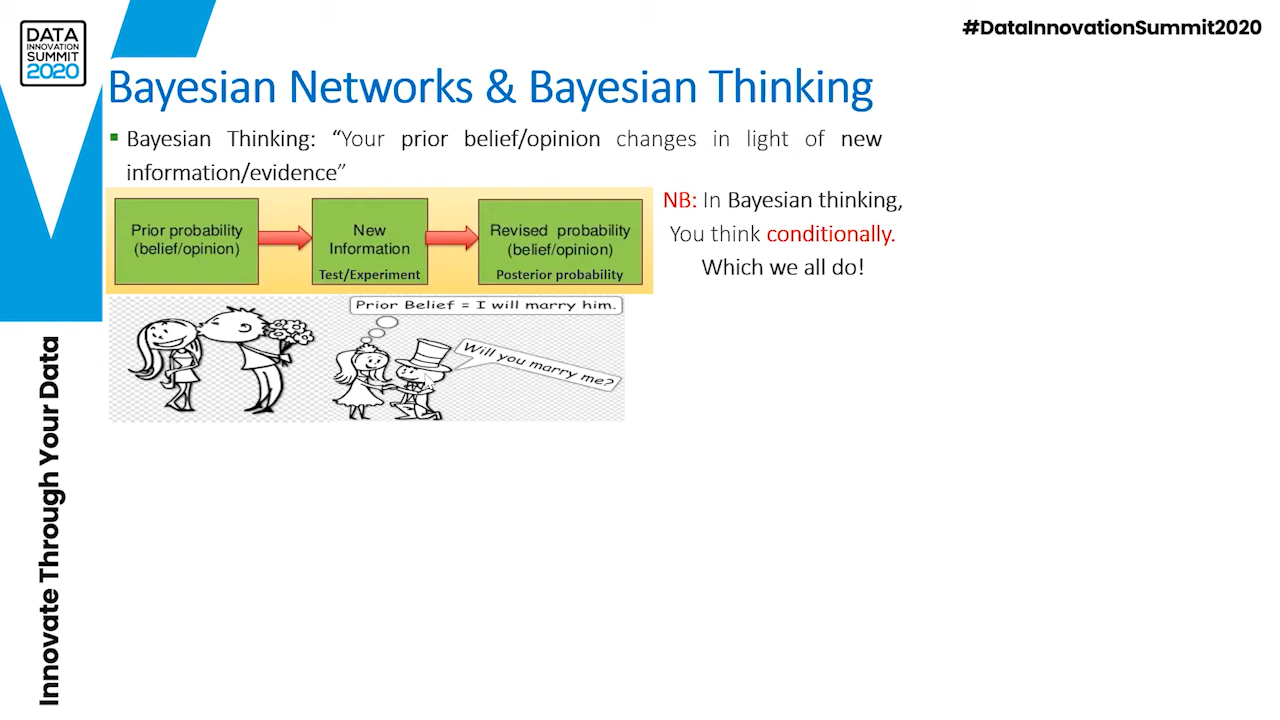 DATA
INNOVATION
SUMMIT
2020
#DataInnovationSummit2020
Bayesian Networks & Bayesian Thinking
Bayesian Thinking: “Your prior belief/opinion changes in light of new
information/evidence”
Prior probability
(belief/opinion)
New
Information
Test/Experiment
Revised probability
(belief/opinion)
Posterior probability
NB: In Bayesian thinking,
You think conditionally.
Which we all do!
Prior Belief = I will marry him.
Will you marry me?
Innovate Through Your Data